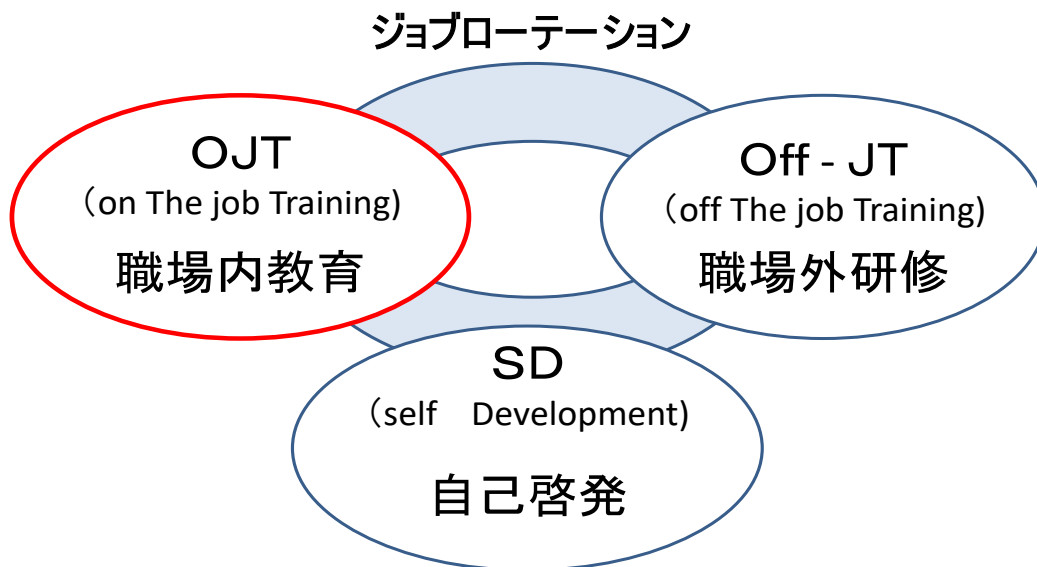 ジョブローテーション
OJT
（on The job Training)
職場内教育
Off - JT
（off The job Training)
職場外研修
SD
（self　Development)
自己啓発